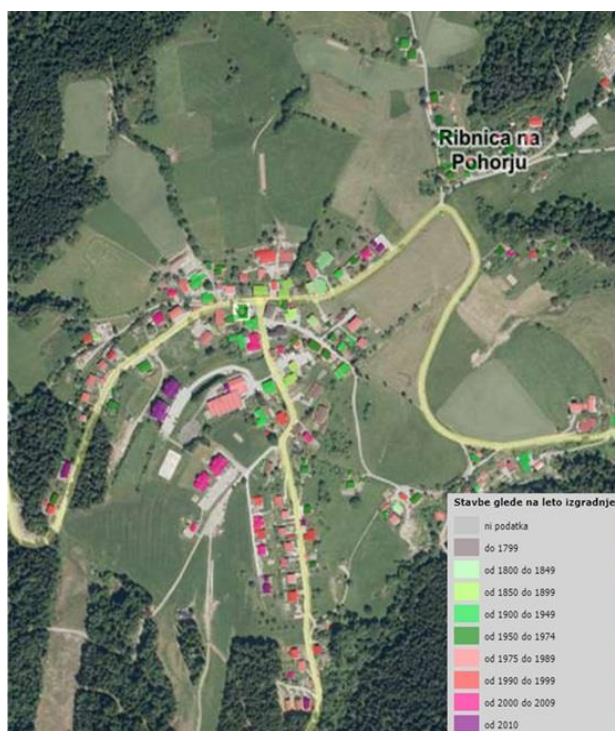 Ribnica na
Pohorju
Stavbe glede na leto izgradnje
ni podatka
do 1799
od 1800 do 1849
od 1850 do 1899
od 1900 do 1949
od 1950 do 1974
od 1975 do 1989
od 1990 do 1999
od 2000 do 2009
od 2010